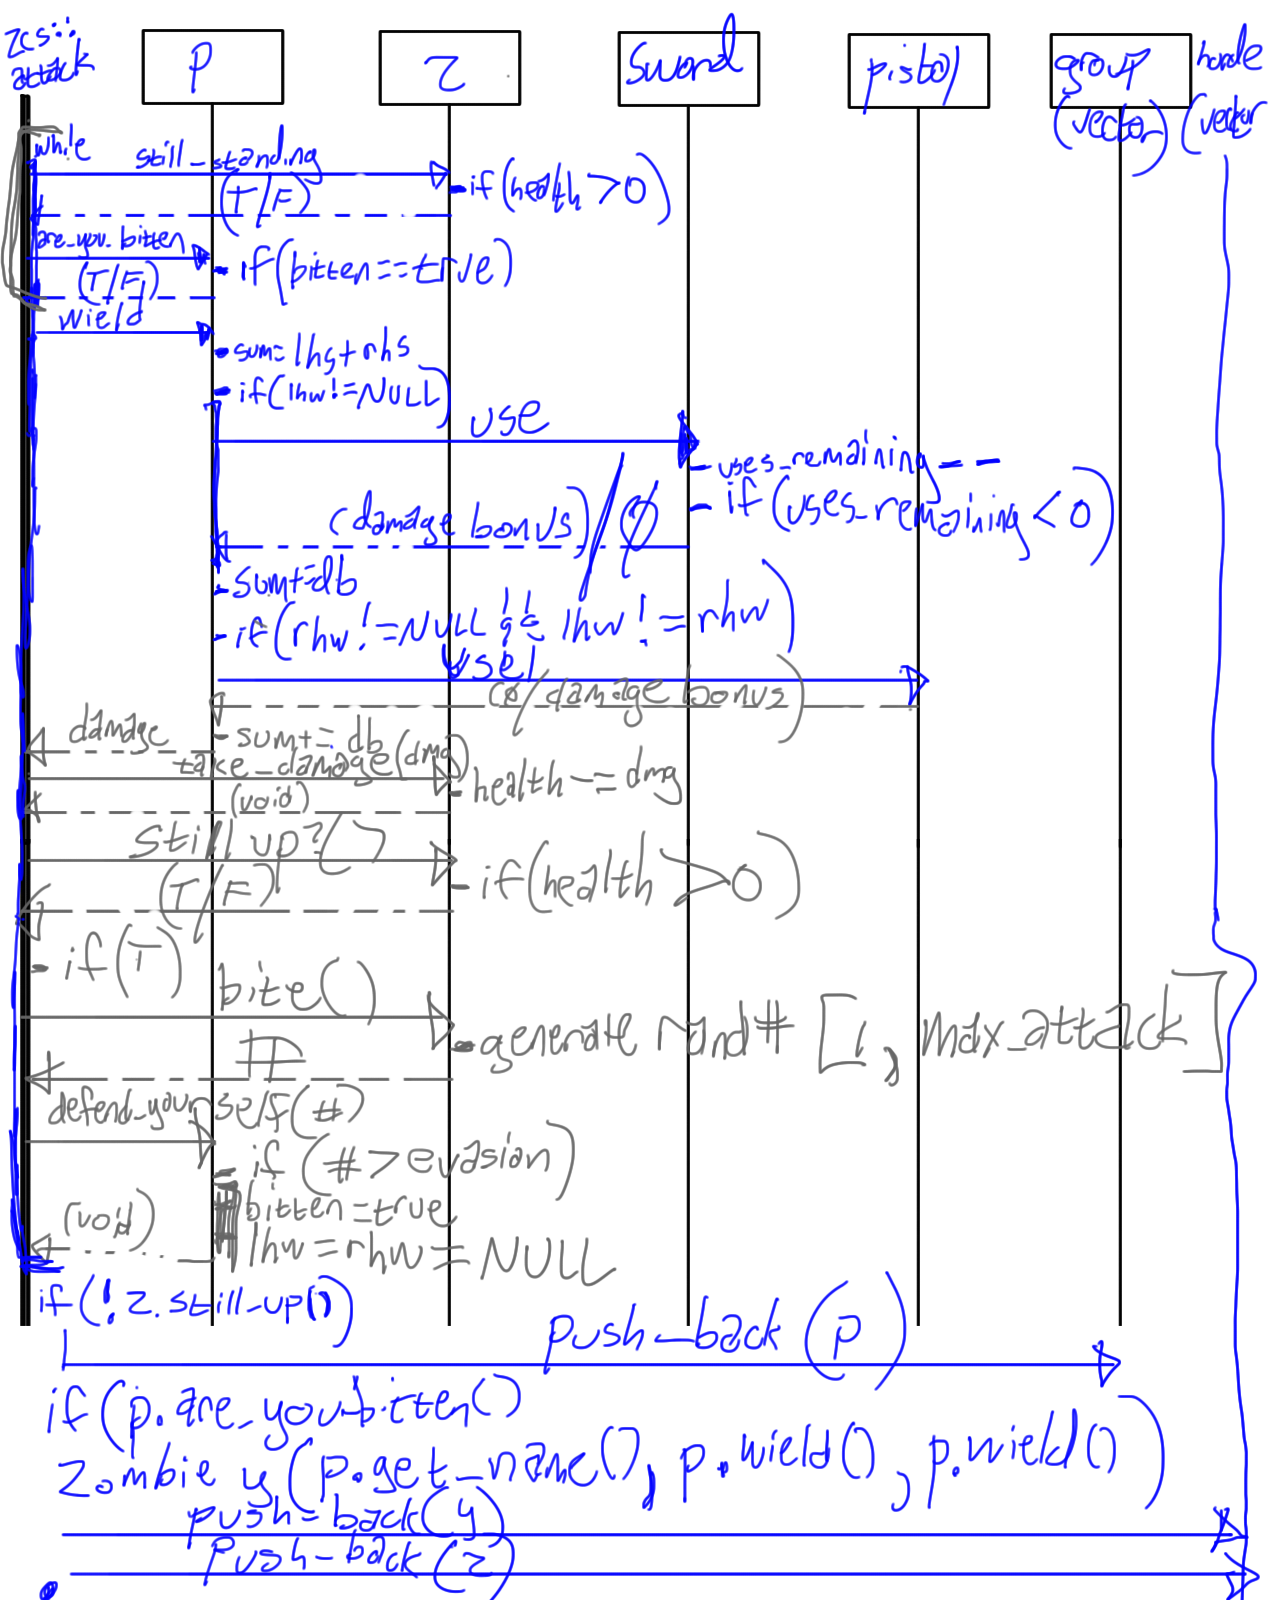 zcs::
attack
P
Z
Sword
pistol
group
(vector)
horde
(vector
while
still_standing
(T/F)
-if(health>0)
are_you_bitten
(T/F)
- if(bitten==true)
wield
- sum=lhs+rhs
- if(lhw!=NULL)
use
- uses_remaining--
- if(uses_remaining<0)
(damage bonus)/0
- sum+=db
- if(rhw!=NULL && lhw!=rhw)
use
(0/damage bonus)
- sum+=db
damage
take_damage(dmg)
- health-=dmg
(void)
still up?()
(T/F)
- if(health>0)
- if(T)
bite()
- generate rand# [1, max_attack]
#
defend_yourself(#)
- if (#>evasion)
bitten=true
lhw=rhw=NULL
(void)
if(!z.still_up())
push_back(p)
if(p.are_you_bitten()
Zombie y(p.get_name(), p.wield(), p.wield())
push_back(y)
push_back(z)